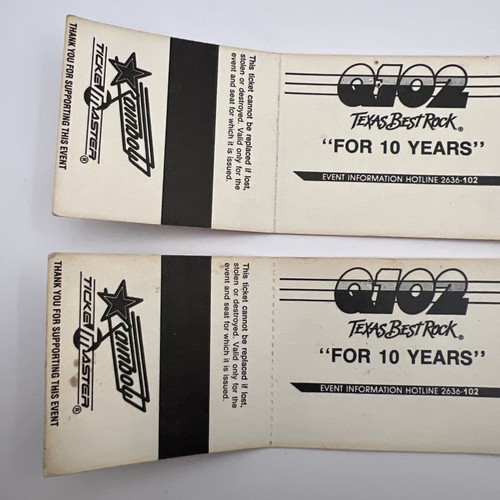 THANK YOU FOR SUPPORTING THIS EVENT
TICKETMASTER®
Rainbow
This ticket cannot be replaced if lost,
stolen or destroyed. Valid only for the
event and seat for which it is issued.
Q102
TEXAS BEST ROCK®
"FOR 10 YEARS"
EVENT INFORMATION HOTLINE 2636-102
THANK YOU FOR SUPPORTING THIS EVENT
TICKETMASTER®
Rainbow
This ticket cannot be replaced if lost,
stolen or destroyed. Valid only for the
event and seat for which it is issued.
Q102
TEXAS BEST ROCK®
"FOR 10 YEARS"
EVENT INFORMATION HOTLINE 2636-102